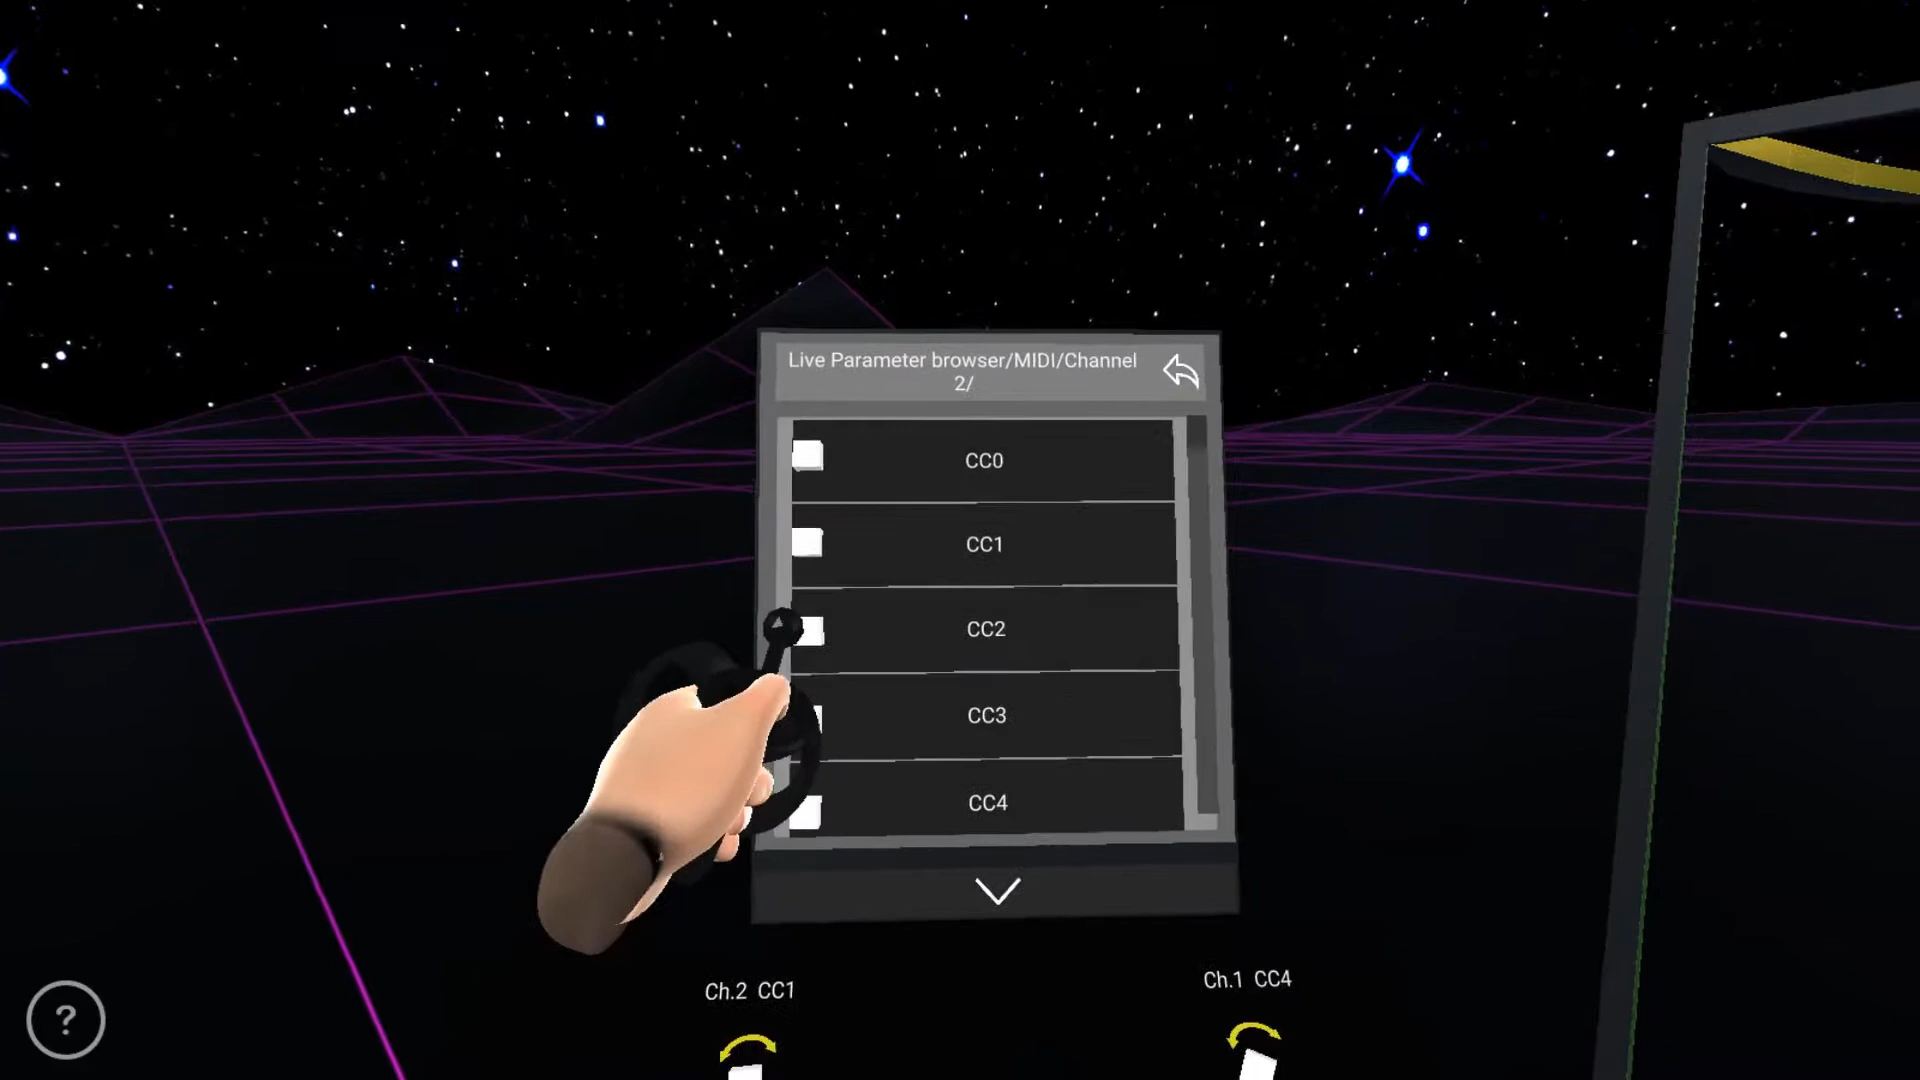 Live Parameter browser/MIDI/Channel
2/
CC0
CC1
CC2
CC3
CC4
Ch.2 CC1
Ch.1 CC4
?